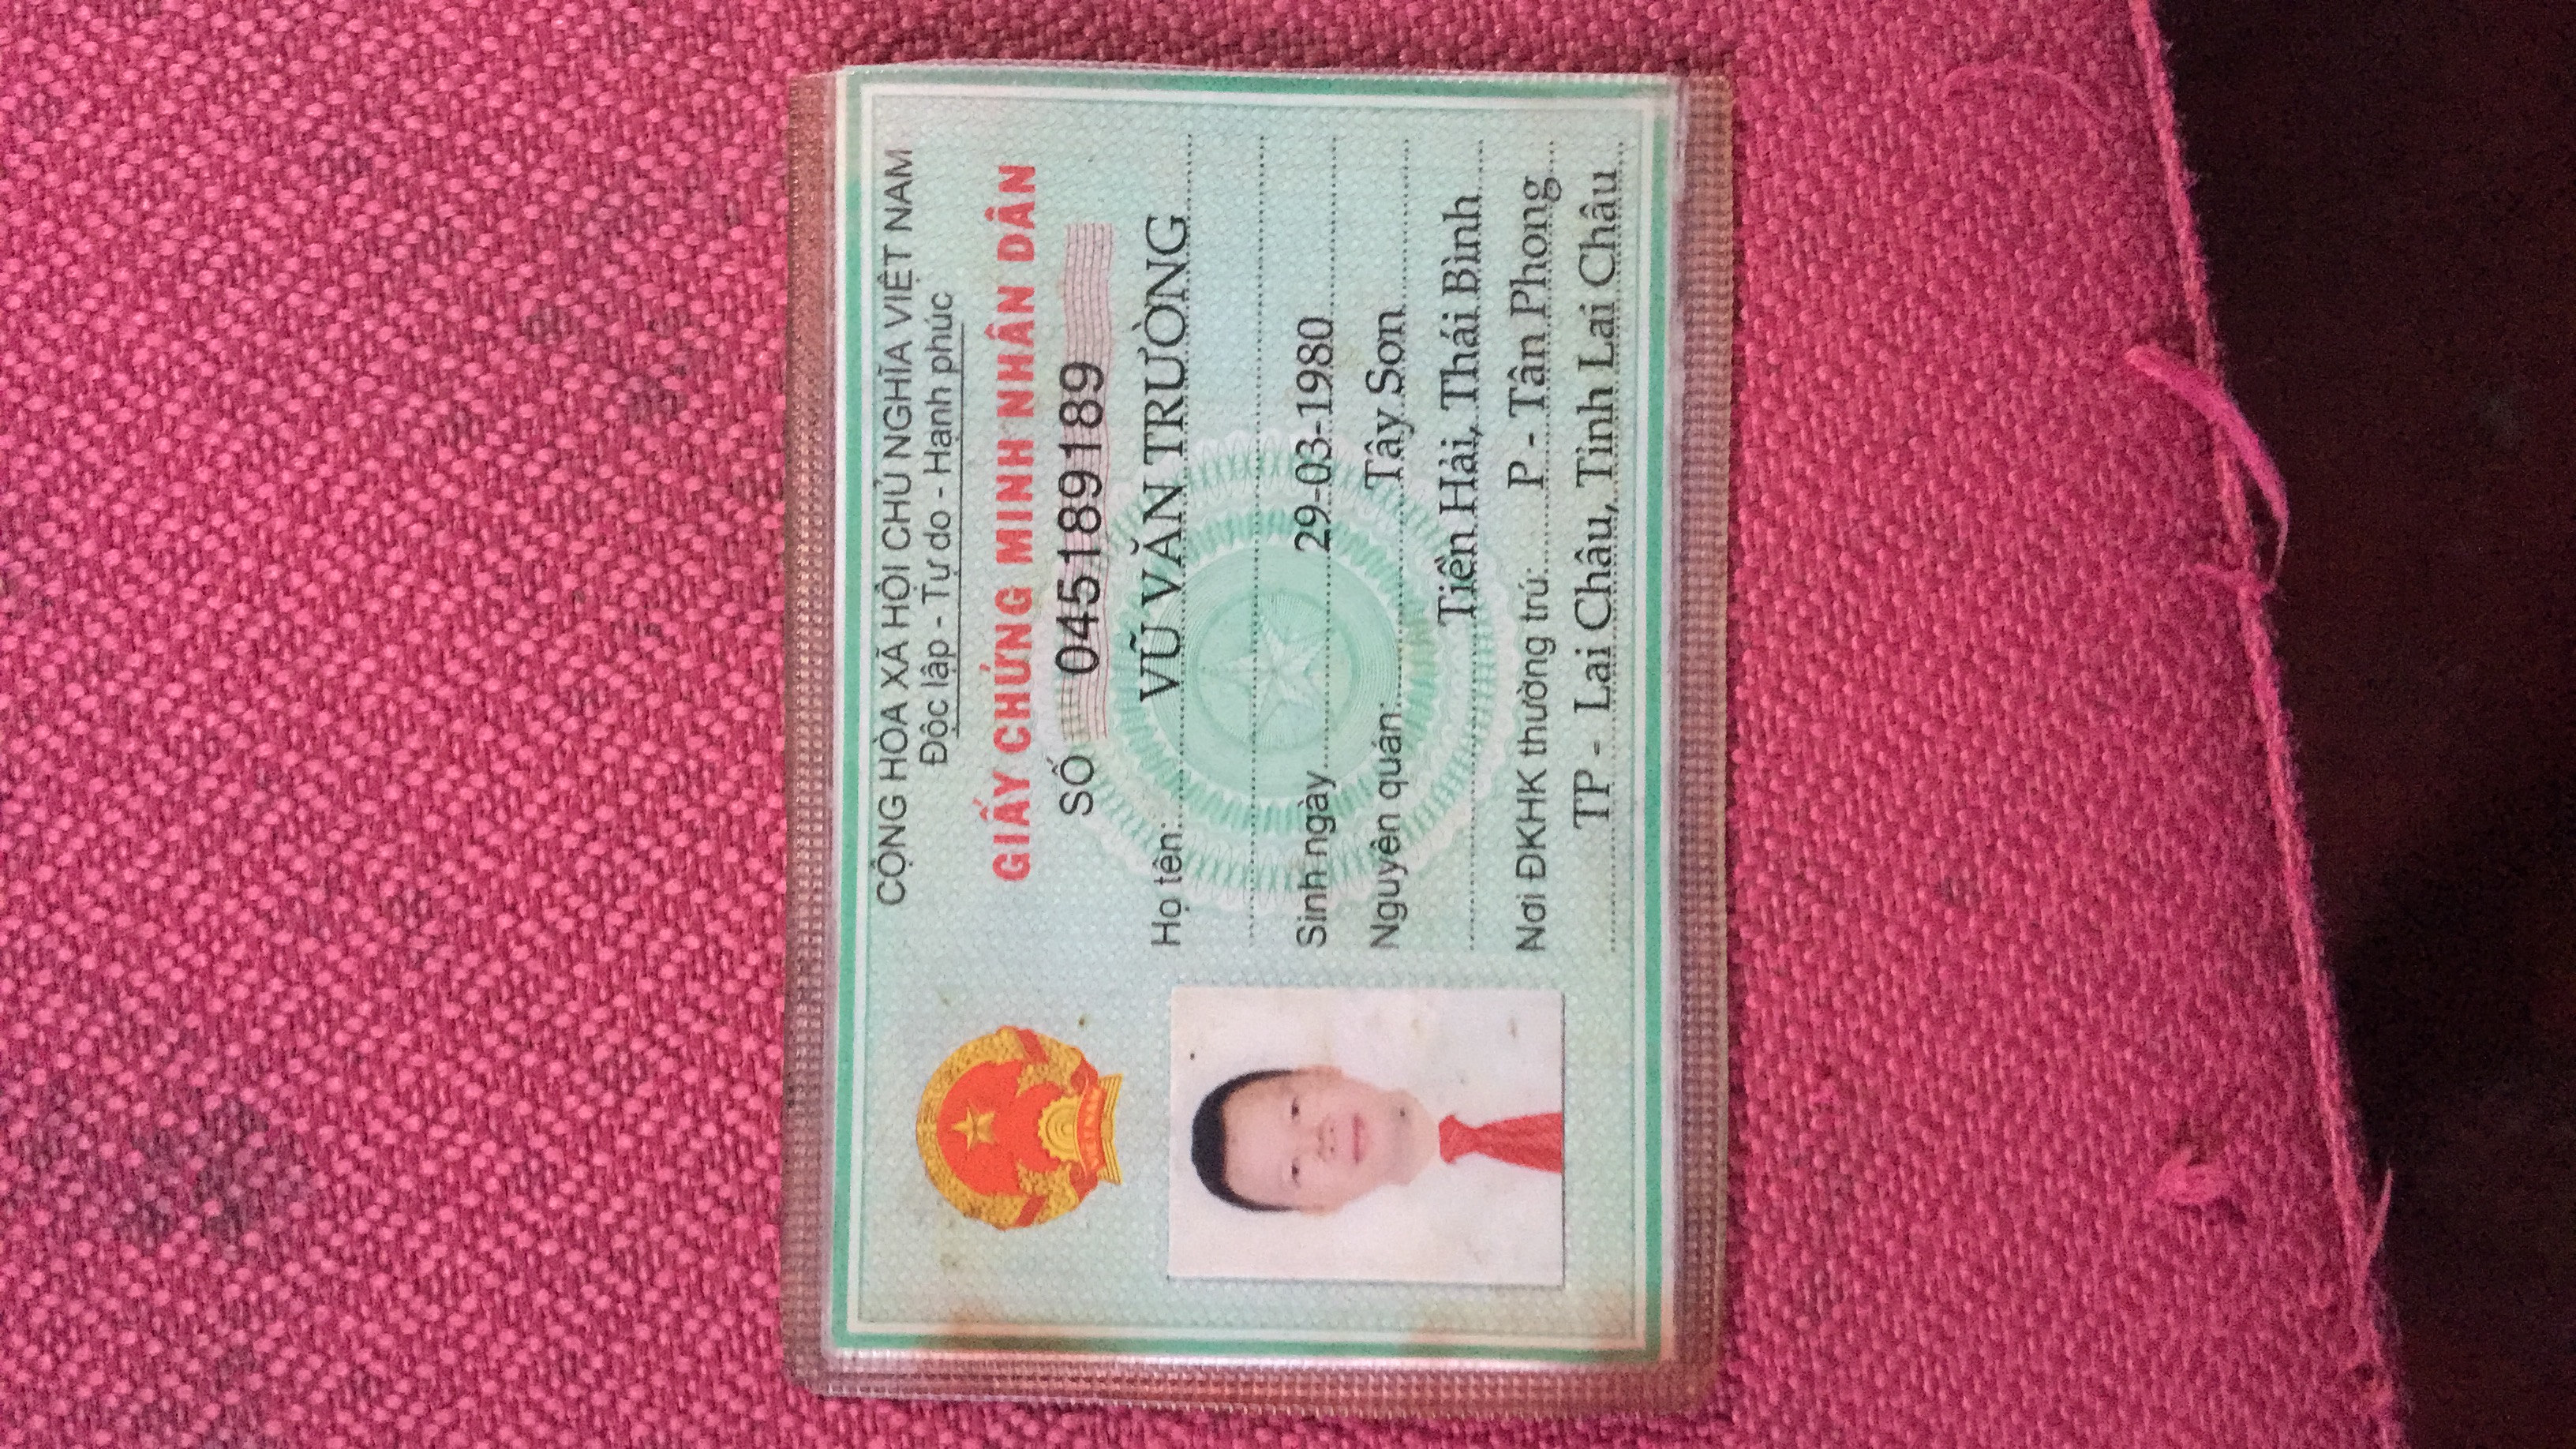 CỘNG HÒA XÃ HỘI CHỦ NGHĨA VIỆT NAM
Độc lập - Tự do - Hạnh phúc
GIẤY CHỨNG MINH NHÂN DÂN
SỐ 045189189
Họ tên: VŨ VĂN TRƯỜNG
Sinh ngày 29-03-1980
Nguyên quán: Tây Sơn
Tiền Hải, Thái Bình
Nơi ĐKHK thường trú: P - Tân Phong
TP - Lai Châu, Tỉnh Lai Châu
VIỆT NAM